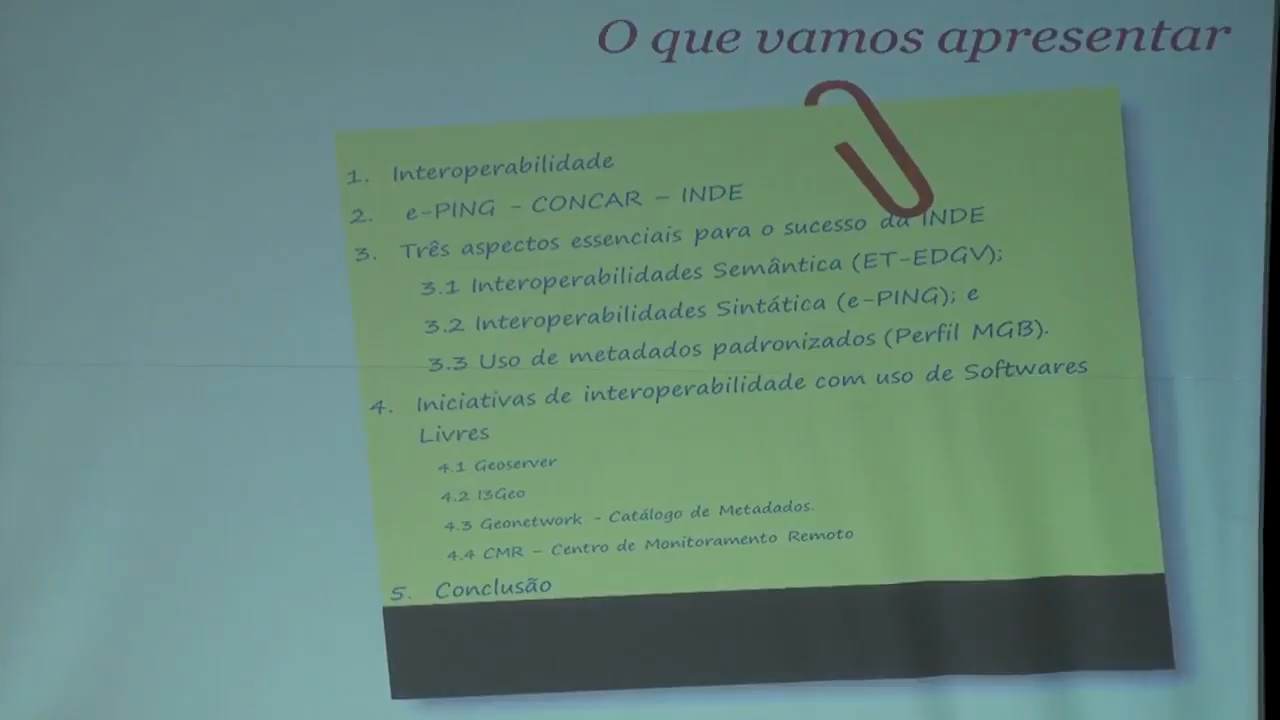 O que vamos apresentar
1. Interoperabilidade
2. e-PING - CONCAR - INDE
3. Três aspectos essenciais para o sucesso da INDE
3.1 Interoperabilidades Semântica (ET-EDGV);
3.2 Interoperabilidades Sintática (e-PING); e
3.3 Uso de metadados padronizados (Perfil MGB).
4. Iniciativas de interoperabilidade com uso de Softwares
Livres
4.1 Geoserver
4.2 I3Geo
4.3 Geonetwork - Catálogo de Metadados.
4.4 CMR - Centro de Monitoramento Remoto
5. Conclusão